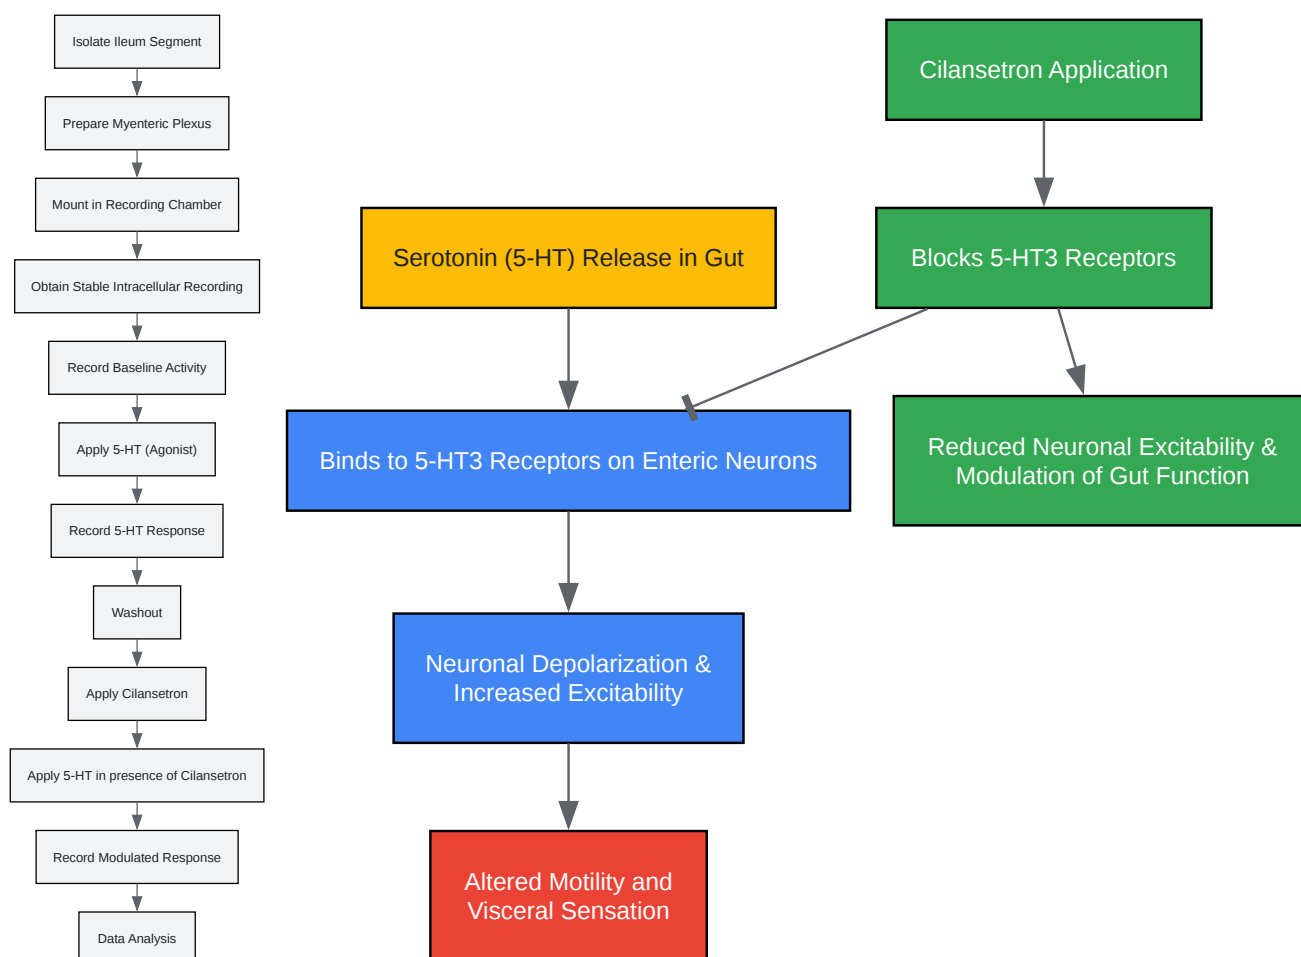 Isolate Ileum Segment
Prepare Myenteric Plexus
Mount in Recording Chamber
Obtain Stable Intracellular Recording
Record Baseline Activity
Apply 5-HT (Agonist)
Record 5-HT Response
Washout
Apply Cilansetron
Apply 5-HT in presence of Cilansetron
Record Modulated Response
Data Analysis
Serotonin (5-HT) Release in Gut
Binds to 5-HT3 Receptors on Enteric Neurons
Neuronal Depolarization &
Increased Excitability
Altered Motility and
Visceral Sensation
Cilansetron Application
Blocks 5-HT3 Receptors
Reduced Neuronal Excitability &
Modulation of Gut Function